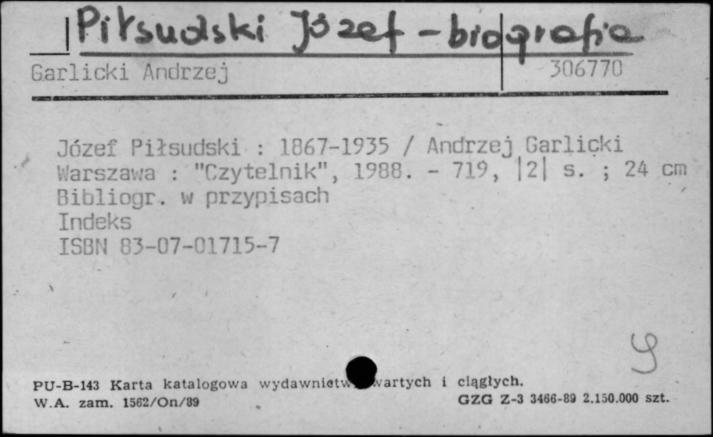 Piłsudski Józef - biografia
Garlicki Andrzej 306770
Józef Piłsudski : 1867-1935 / Andrzej Garlicki
Warszawa : "Czytelnik", 1988. - 719, |2| s. ; 24 cm
Bibliogr. w przypisach
Indeks
ISBN 83-07-01715-7
PU-B-143 Karta katalogowa wydawnictw zwartych i ciągłych.
W.A. zam. 1562/On/89 GZG Z-3 3466-89 2.150.000 szt.